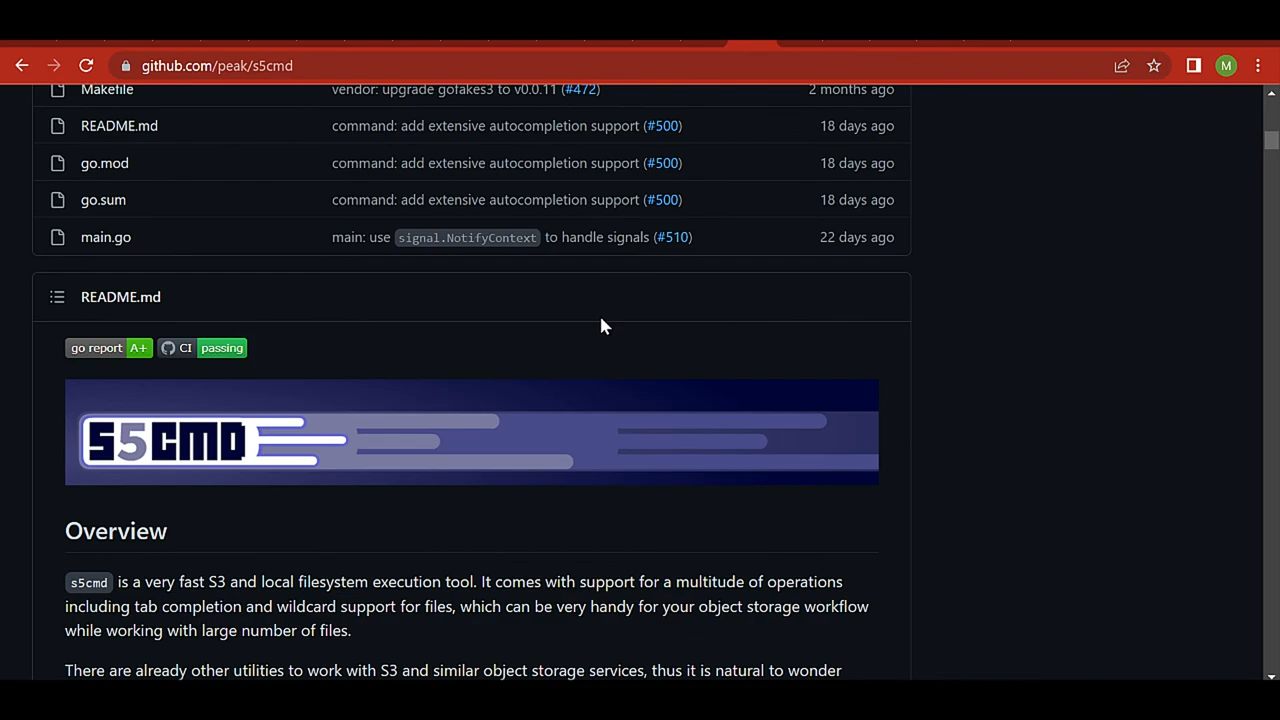 github.com/peak/s5cmd
M
Makefile vendor: upgrade gofakes3 to v0.0.11 (#472) 2 months ago
README.md command: add extensive autocompletion support (#500) 18 days ago
go.mod command: add extensive autocompletion support (#500) 18 days ago
go.sum command: add extensive autocompletion support (#500) 18 days ago
main.go main: use signal.NotifyContext to handle signals (#510) 22 days ago
README.md
go report A+ CI passing
S5CMD
Overview
s5cmd is a very fast S3 and local filesystem execution tool. It comes with support for a multitude of operations
including tab completion and wildcard support for files, which can be very handy for your object storage workflow
while working with large number of files.
There are already other utilities to work with S3 and similar object storage services, thus it is natural to wonder